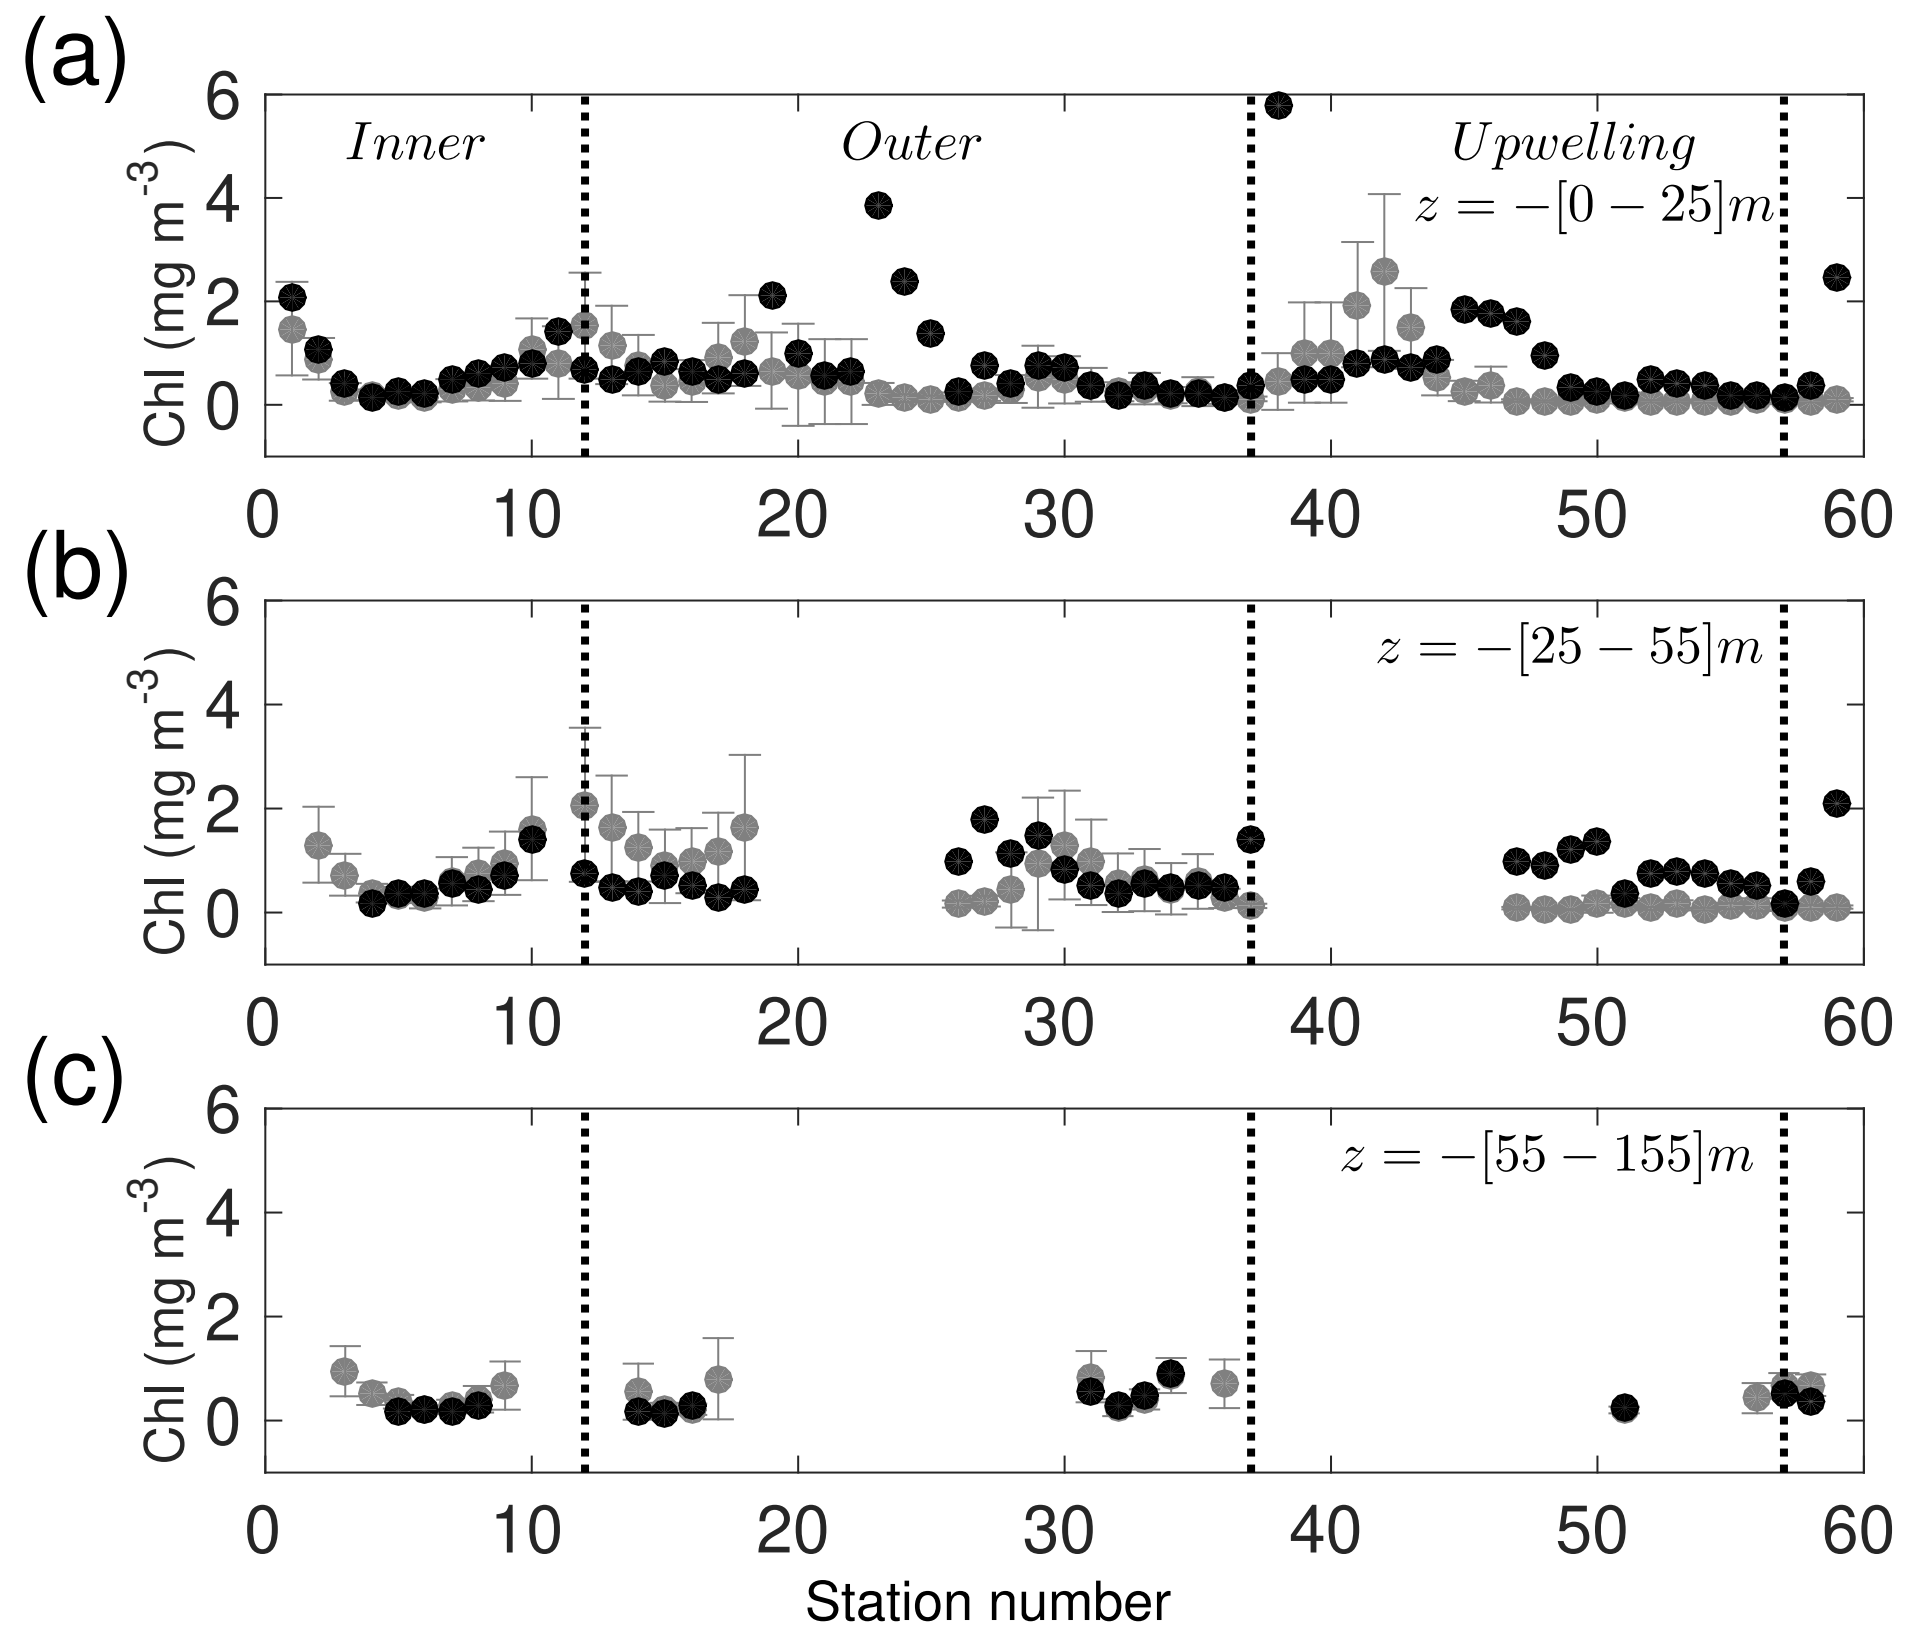 (a)
Chl (mg m-3)
6
4
2
0
Inner
Outer
Upwelling
z = −[0 − 25]m
0 10 20 30 40 50 60
(b)
Chl (mg m-3)
6
4
2
0
z = −[25 − 55]m
0 10 20 30 40 50 60
(c)
Chl (mg m-3)
6
4
2
0
z = −[55 − 155]m
0 10 20 30 40 50 60
Station number